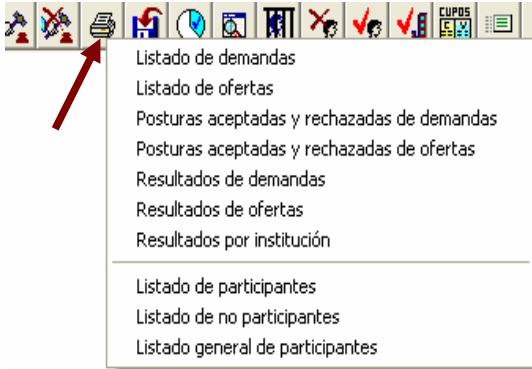 CUPOS
C V
Listado de demandas
Listado de ofertas
Posturas aceptadas y rechazadas de demandas
Posturas aceptadas y rechazadas de ofertas
Resultados de demandas
Resultados de ofertas
Resultados por institución
Listado de participantes
Listado de no participantes
Listado general de participantes